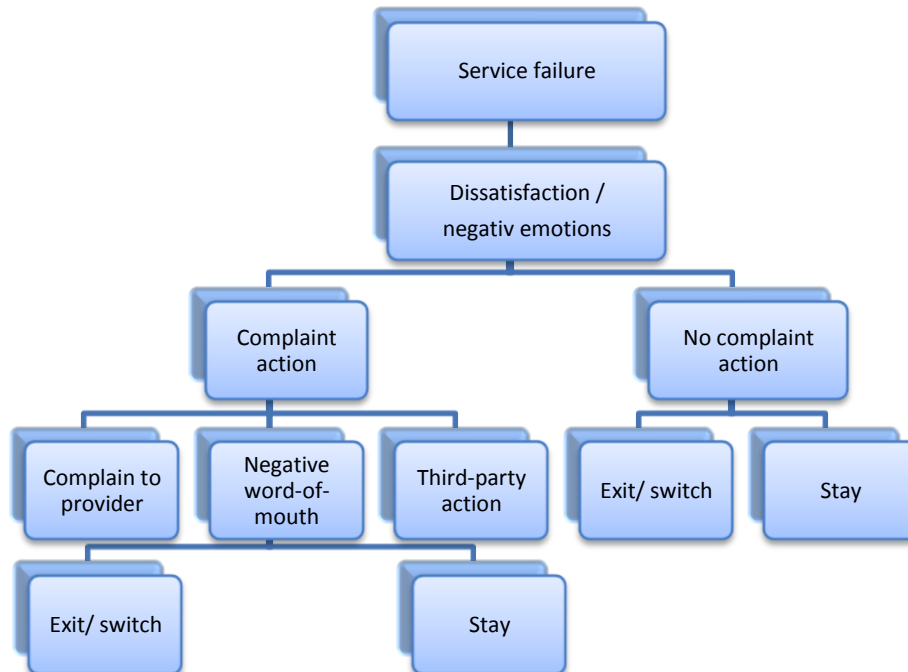 Service failure
Dissatisfaction /
negativ emotions
Complaint
action
No complaint
action
Complain to
provider
Negative
word-of-
mouth
Third-party
action
Exit/ switch
Stay
Exit/ switch
Stay